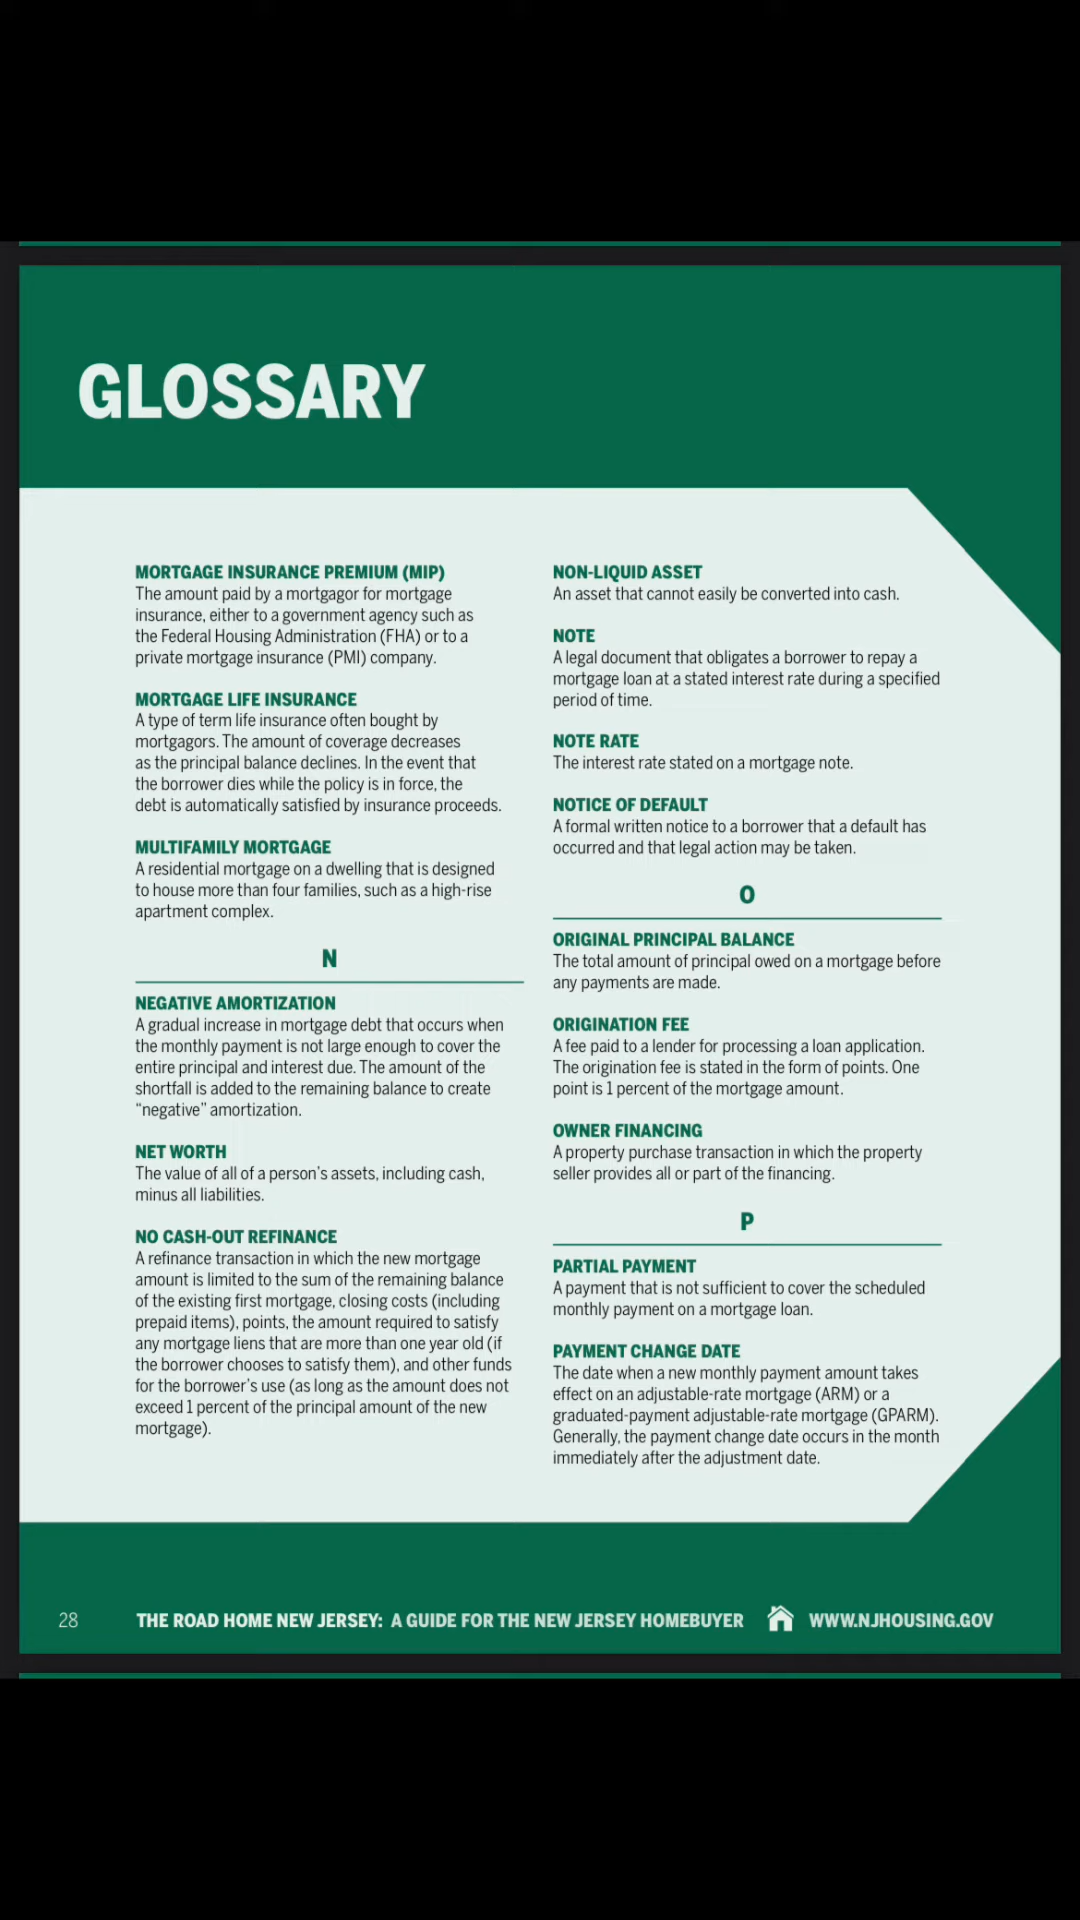 GLOSSARY
MORTGAGE INSURANCE PREMIUM (MIP)
The amount paid by a mortgagor for mortgage
insurance, either to a government agency such as
the Federal Housing Administration (FHA) or to a
private mortgage insurance (PMI) company.
MORTGAGE LIFE INSURANCE
A type of term life insurance often bought by
mortgagors. The amount of coverage decreases
as the principal balance declines. In the event that
the borrower dies while the policy is in force, the
debt is automatically satisfied by insurance proceeds.
MULTIFAMILY MORTGAGE
A residential mortgage on a dwelling that is designed
to house more than four families, such as a high-rise
apartment complex.
N
NEGATIVE AMORTIZATION
A gradual increase in mortgage debt that occurs when
the monthly payment is not large enough to cover the
entire principal and interest due. The amount of the
shortfall is added to the remaining balance to create
“negative” amortization.
NET WORTH
The value of all of a person’s assets, including cash,
minus all liabilities.
NO CASH-OUT REFINANCE
A refinance transaction in which the new mortgage
amount is limited to the sum of the remaining balance
of the existing first mortgage, closing costs (including
prepaid items), points, the amount required to satisfy
any mortgage liens that are more than one year old (if
the borrower chooses to satisfy them), and other funds
for the borrower’s use (as long as the amount does not
exceed 1 percent of the principal amount of the new
mortgage).
NON-LIQUID ASSET
An asset that cannot easily be converted into cash.
NOTE
A legal document that obligates a borrower to repay a
mortgage loan at a stated interest rate during a specified
period of time.
NOTE RATE
The interest rate stated on a mortgage note.
NOTICE OF DEFAULT
A formal written notice to a borrower that a default has
occurred and that legal action may be taken.
O
ORIGINAL PRINCIPAL BALANCE
The total amount of principal owed on a mortgage before
any payments are made.
ORIGINATION FEE
A fee paid to a lender for processing a loan application.
The origination fee is stated in the form of points. One
point is 1 percent of the mortgage amount.
OWNER FINANCING
A property purchase transaction in which the property
seller provides all or part of the financing.
P
PARTIAL PAYMENT
A payment that is not sufficient to cover the scheduled
monthly payment on a mortgage loan.
PAYMENT CHANGE DATE
The date when a new monthly payment amount takes
effect on an adjustable-rate mortgage (ARM) or a
graduated-payment adjustable-rate mortgage (GPARM).
Generally, the payment change date occurs in the month
immediately after the adjustment date.
28 THE ROAD HOME NEW JERSEY: A GUIDE FOR THE NEW JERSEY HOMEBUYER WWW.NJHOUSING.GOV